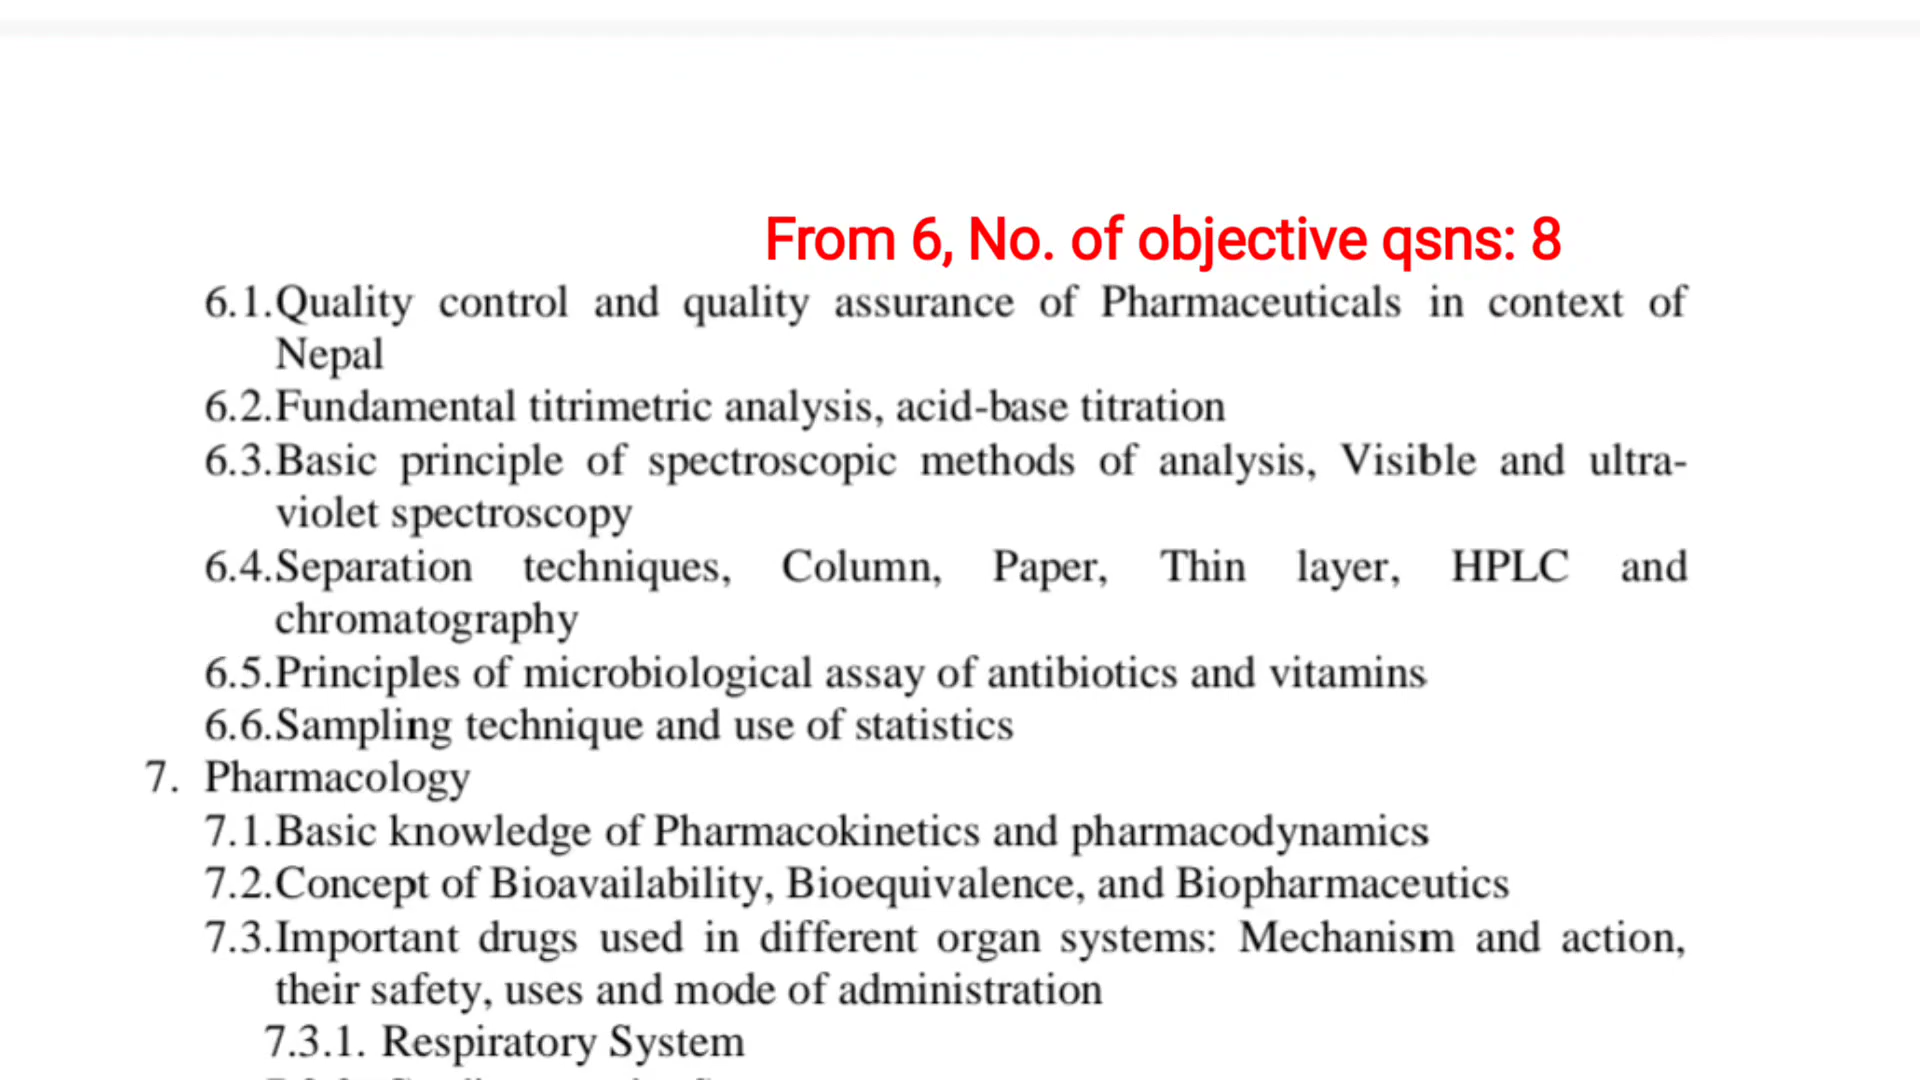 From 6, No. of objective qsns: 8
6.1.Quality control and quality assurance of Pharmaceuticals in context of
Nepal
6.2.Fundamental titrimetric analysis, acid-base titration
6.3.Basic principle of spectroscopic methods of analysis, Visible and ultra-
violet spectroscopy
6.4.Separation techniques, Column, Paper, Thin layer, HPLC and
chromatography
6.5.Principles of microbiological assay of antibiotics and vitamins
6.6.Sampling technique and use of statistics
7. Pharmacology
7.1.Basic knowledge of Pharmacokinetics and pharmacodynamics
7.2.Concept of Bioavailability, Bioequivalence, and Biopharmaceutics
7.3.Important drugs used in different organ systems: Mechanism and action,
their safety, uses and mode of administration
7.3.1. Respiratory System